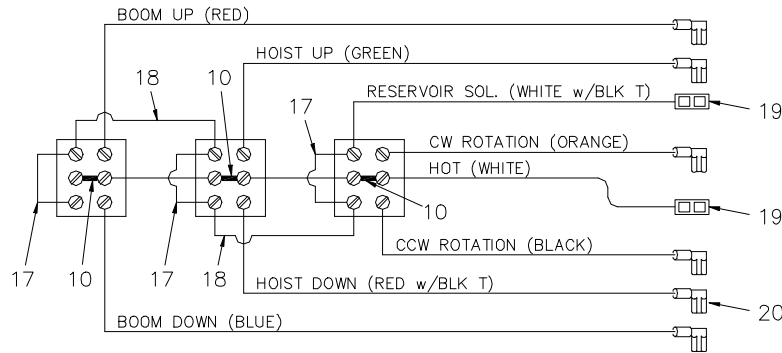 BOOM UP (RED)
HOIST UP (GREEN)
18
10
17
RESERVOIR SOL. (WHITE w/BLK T)
19
CW ROTATION (ORANGE)
HOT (WHITE)
10
19
17
10
17
18
CCW ROTATION (BLACK)
HOIST DOWN (RED w/BLK T)
20
BOOM DOWN (BLUE)